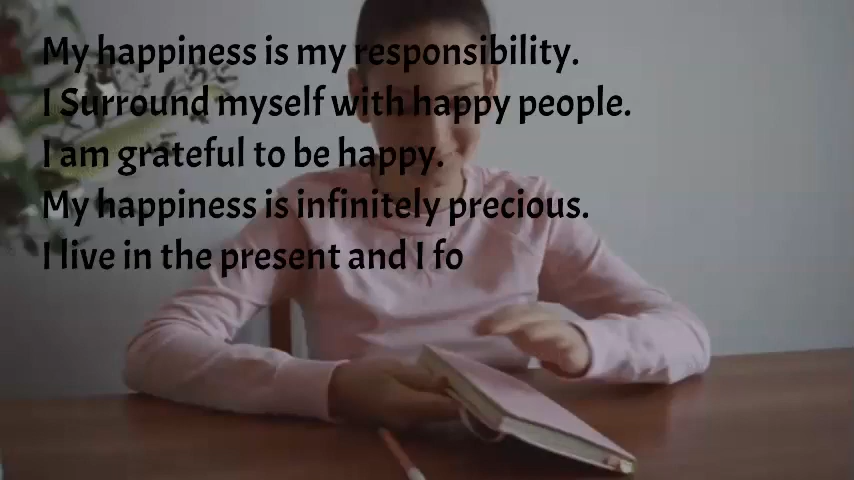 My happiness is my responsibility.
I Surround myself with happy people.
I am grateful to be happy.
My happiness is infinitely precious.
I live in the present and I fo